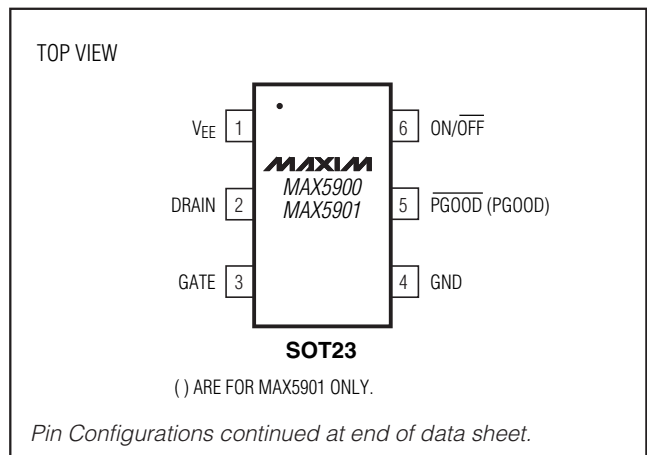 TOP VIEW
VEE 1
6 ON/OFF
MAXIM
MAX5900
MAX5901
DRAIN 2
5 PGOOD (PGOOD)
GATE 3
4 GND
SOT23
( ) ARE FOR MAX5901 ONLY.
Pin Configurations continued at end of data sheet.